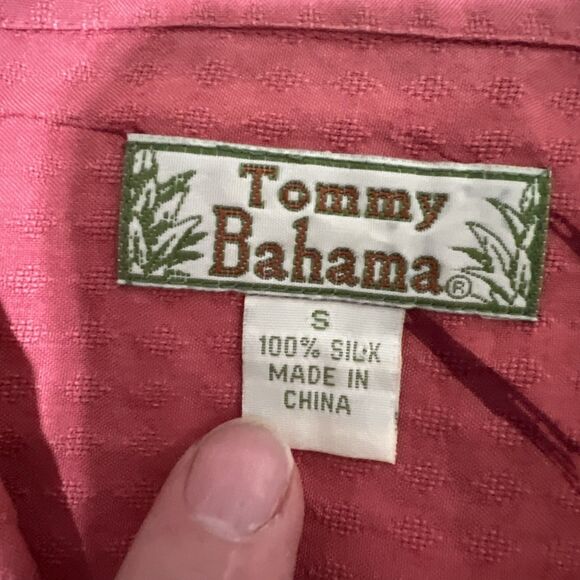 Tommy
Bahama®
S
100% SILK
MADE IN
CHINA